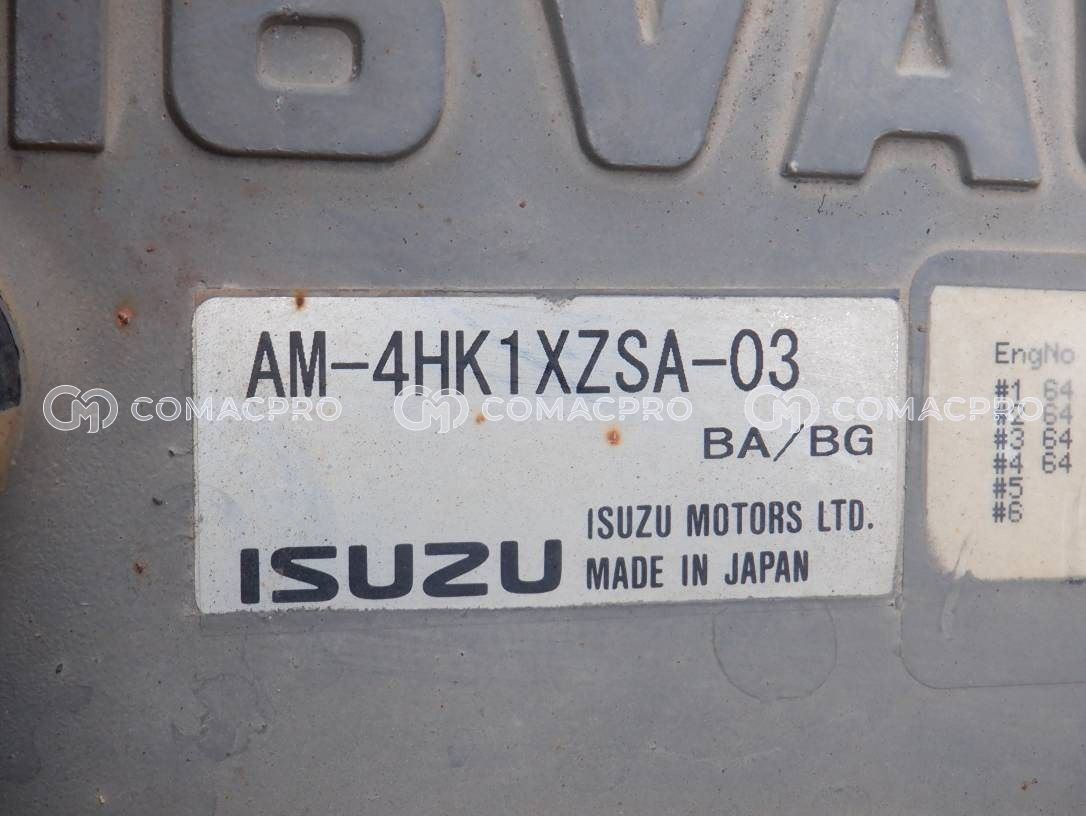 16VA
AM-4HK1XZSA-03
COMACPRO COMACPRO COMACPRO
BA/BG
ISUZU
ISUZU MOTORS LTD.
MADE IN JAPAN
EngNo
#1 64
#2 64
#3 64
#4 64
#5
#6